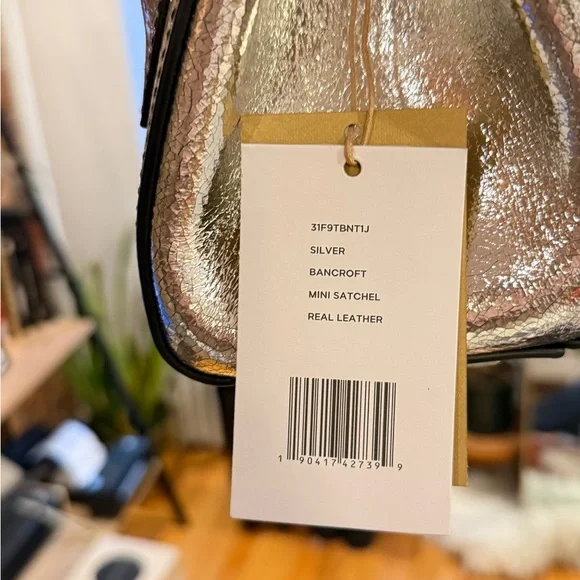 31F9TBNT1J
SILVER
BANCROFT
MINI SATCHEL
REAL LEATHER
1 90417 42739 9